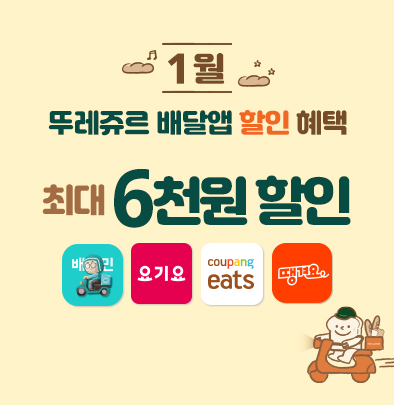 1월
뚜레쥬르 배달앱 할인 혜택
최대 6천원 할인
배 민
요기요
coupang
eats
땡겨요